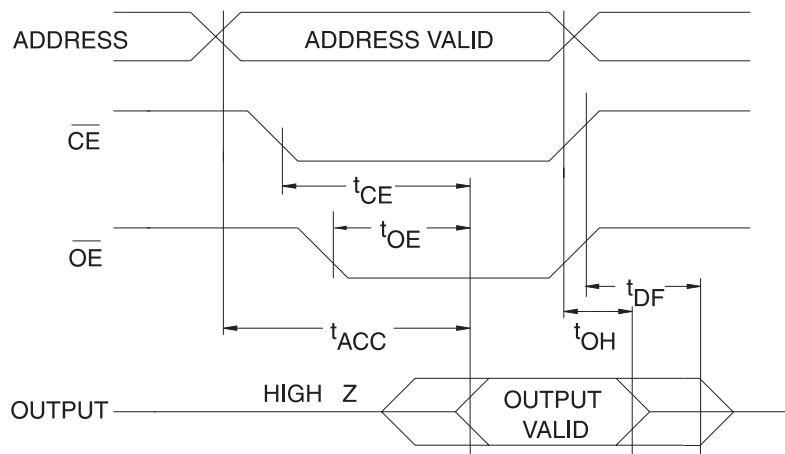 ADDRESS
ADDRESS VALID
CE
tCE
tOE
OE
tDF
tACC
tOH
HIGH Z
OUTPUT
OUTPUT
VALID